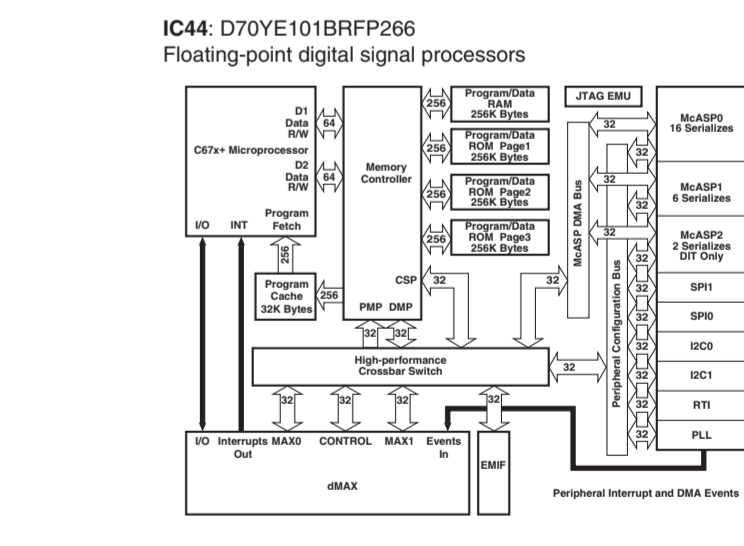 IC44: D70YE101BRFP266
Floating-point digital signal processors
D1
Data
R/W
64
C67x+ Microprocessor
D2
Data
R/W
64
I/O
INT
Program
Fetch
256
Program
Cache
32K Bytes
256
Memory
Controller
CSP
PMP
DMP
256
Program/Data
RAM
256K Bytes
256
Program/Data
ROM Page1
256K Bytes
256
Program/Data
ROM Page2
256K Bytes
256
Program/Data
ROM Page3
256K Bytes
32
32
32
32
High-performance
Crossbar Switch
32
32
32
32
32
I/O
Interrupts
Out
MAX0
CONTROL
MAX1
Events
In
dMAX
EMIF
JTAG EMU
McASP DMA Bus
Peripheral Configuration Bus
32
32
32
32
32
32
32
32
32
32
32
32
McASP0
16 Serializes
McASP1
6 Serializes
McASP2
2 Serializes
DIT Only
SPI1
SPI0
I2C0
I2C1
RTI
PLL
Peripheral Interrupt and DMA Events